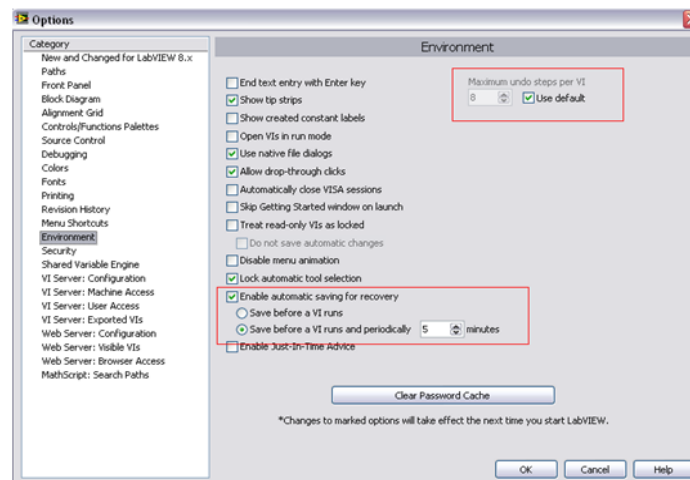 Options
Category
New and Changed for LabVIEW 8.x
Paths
Front Panel
Block Diagram
Alignment Grid
Controls/Functions Palettes
Source Control
Debugging
Colors
Fonts
Printing
Revision History
Menu Shortcuts
Environment
Security
Shared Variable Engine
VI Server: Configuration
VI Server: Machine Access
VI Server: User Access
VI Server: Exported VIs
Web Server: Configuration
Web Server: Visible VIs
Web Server: Browser Access
MathScript: Search Paths
Environment
End text entry with Enter key
Show tip strips
Show created constant labels
Open VIs in run mode
Use native file dialogs
Allow drop-through clicks
Automatically close VISA sessions
Skip Getting Started window on launch
Treat read-only VIs as locked
Do not save automatic changes
Disable menu animation
Lock automatic tool selection
Enable automatic saving for recovery
Save before a VI runs
Save before a VI runs and periodically 5 minutes
Enable Just-In-Time Advice
Maximum undo steps per VI
8 Use default
Clear Password Cache
*Changes to marked options will take effect the next time you start LabVIEW.
OK Cancel Help